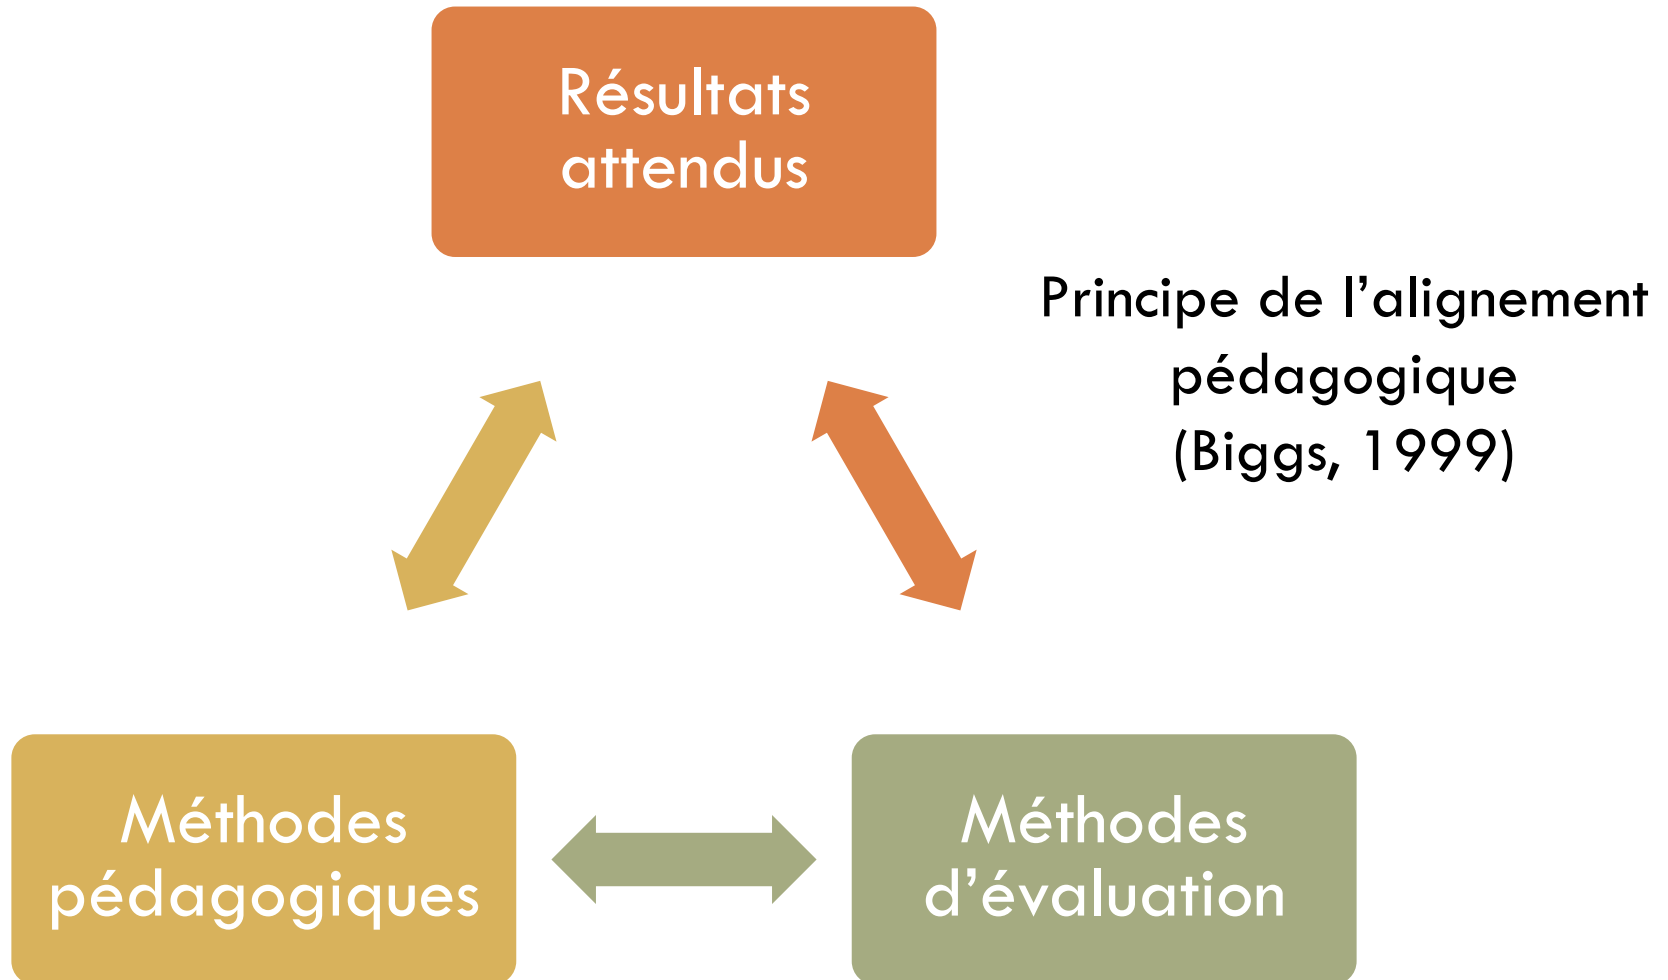 Résultats
attendus
Principe de l’alignement
pédagogique
(Biggs, 1999)
Méthodes
pédagogiques
Méthodes
d’évaluation